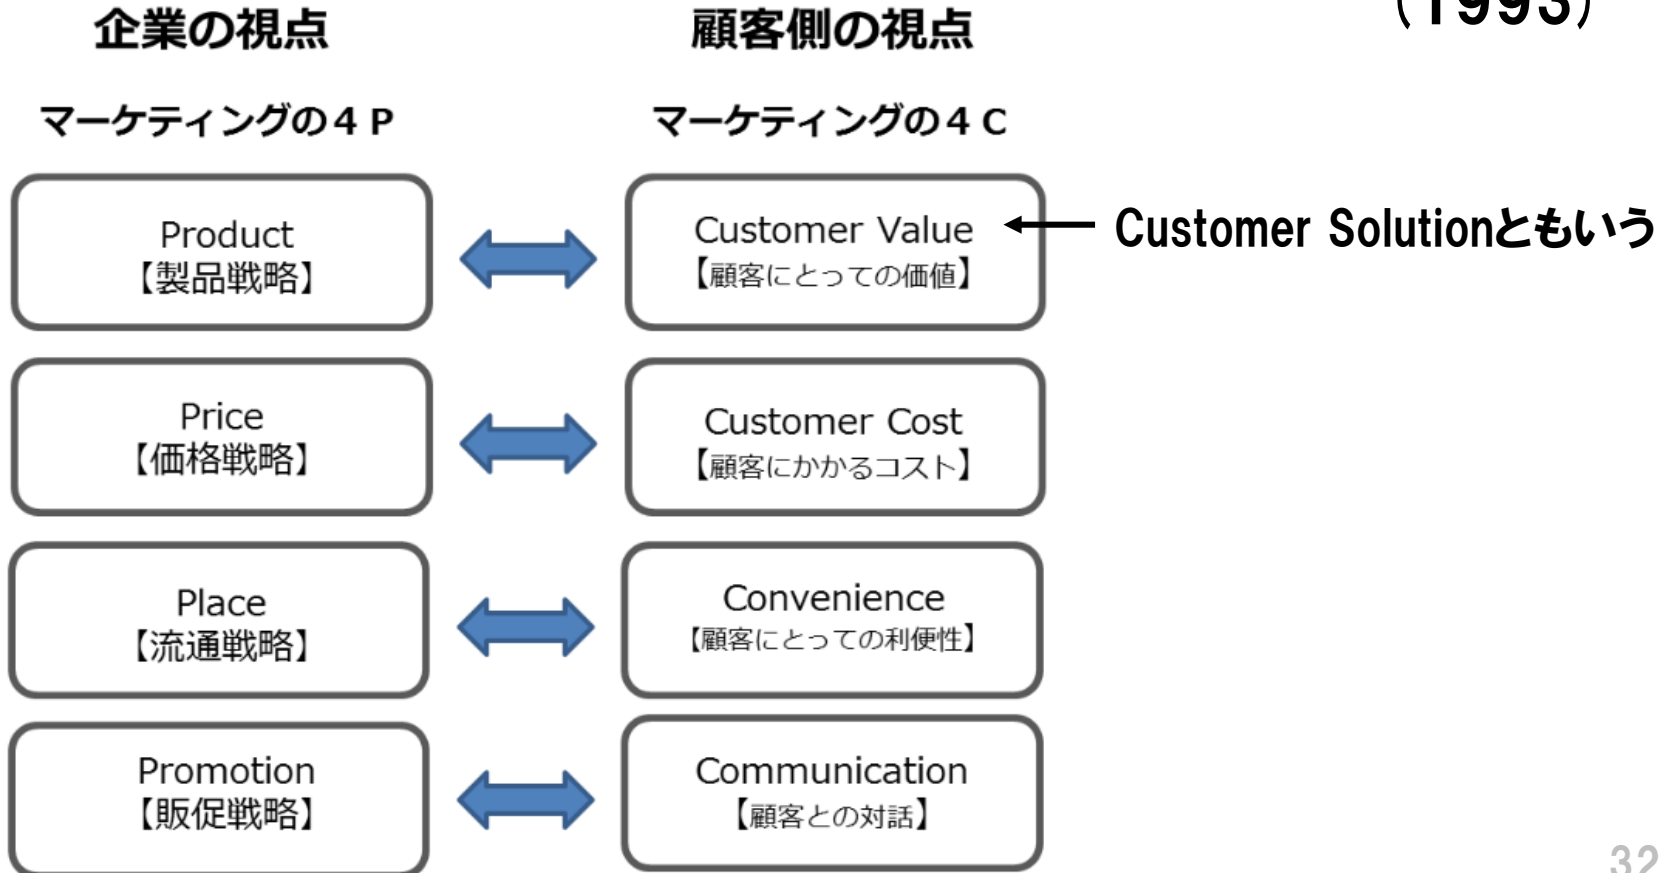 (1993)
企業の視点
顧客側の視点
マーケティングの4 P
マーケティングの4 C
Product
【製品戦略】
Customer Value
【顧客にとっての価値】
Customer Solutionともいう
Price
【価格戦略】
Customer Cost
【顧客にかかるコスト】
Place
【流通戦略】
Convenience
【顧客にとっての利便性】
Promotion
【販促戦略】
Communication
【顧客との対話】
32